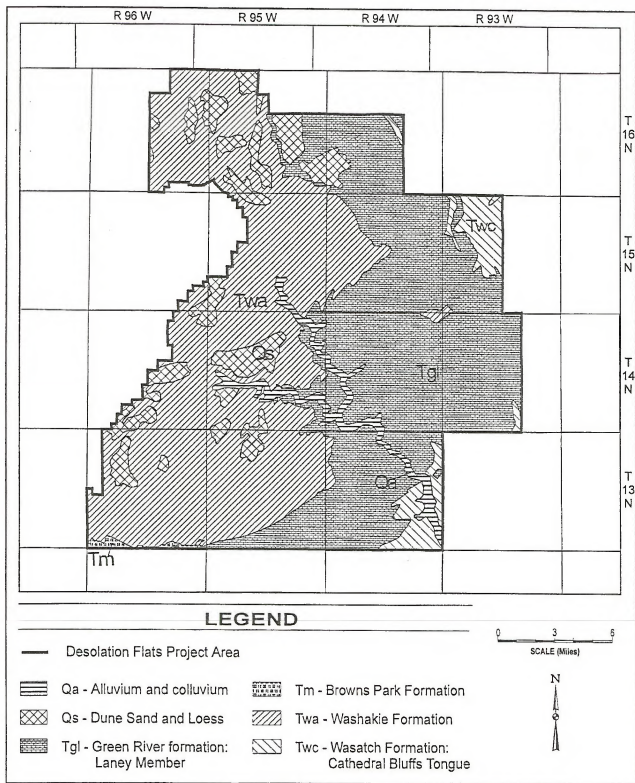 R 96 W R 95 W R 94 W R 93 W
T 16 N
Twc
T 15 N
Twa
Qs
Tgl
T 14 N
Qa
T 13 N
Tm
LEGEND
Desolation Flats Project Area
0 3 6
SCALE (Miles)
Qa - Alluvium and colluvium
Tm - Browns Park Formation
N
Qs - Dune Sand and Loess
Twa - Washakie Formation
Tgl - Green River formation:
Laney Member
Twc - Wasatch Formation:
Cathedral Bluffs Tongue